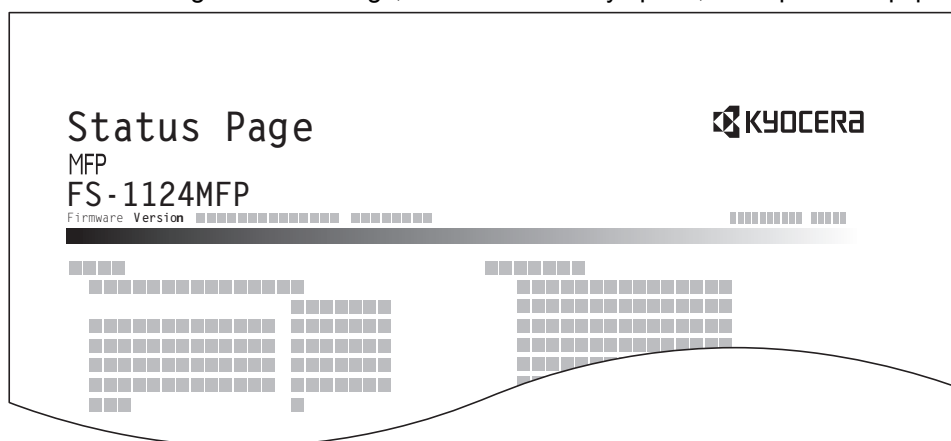 Status Page
KYOCERA
MFP
FS-1124MFP
Firmware Version